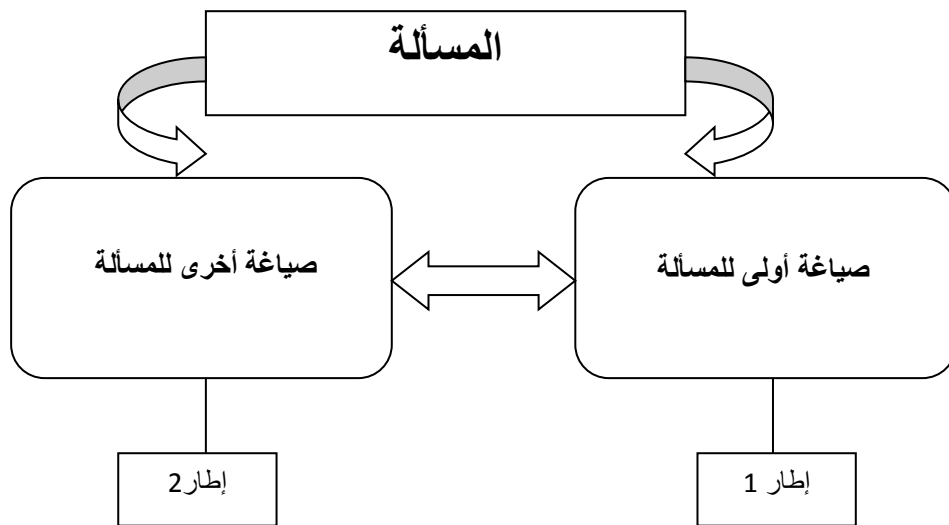 المسألة
صياغة أولى للمسألة
صياغة أخرى للمسألة
إطار 1
إطار2